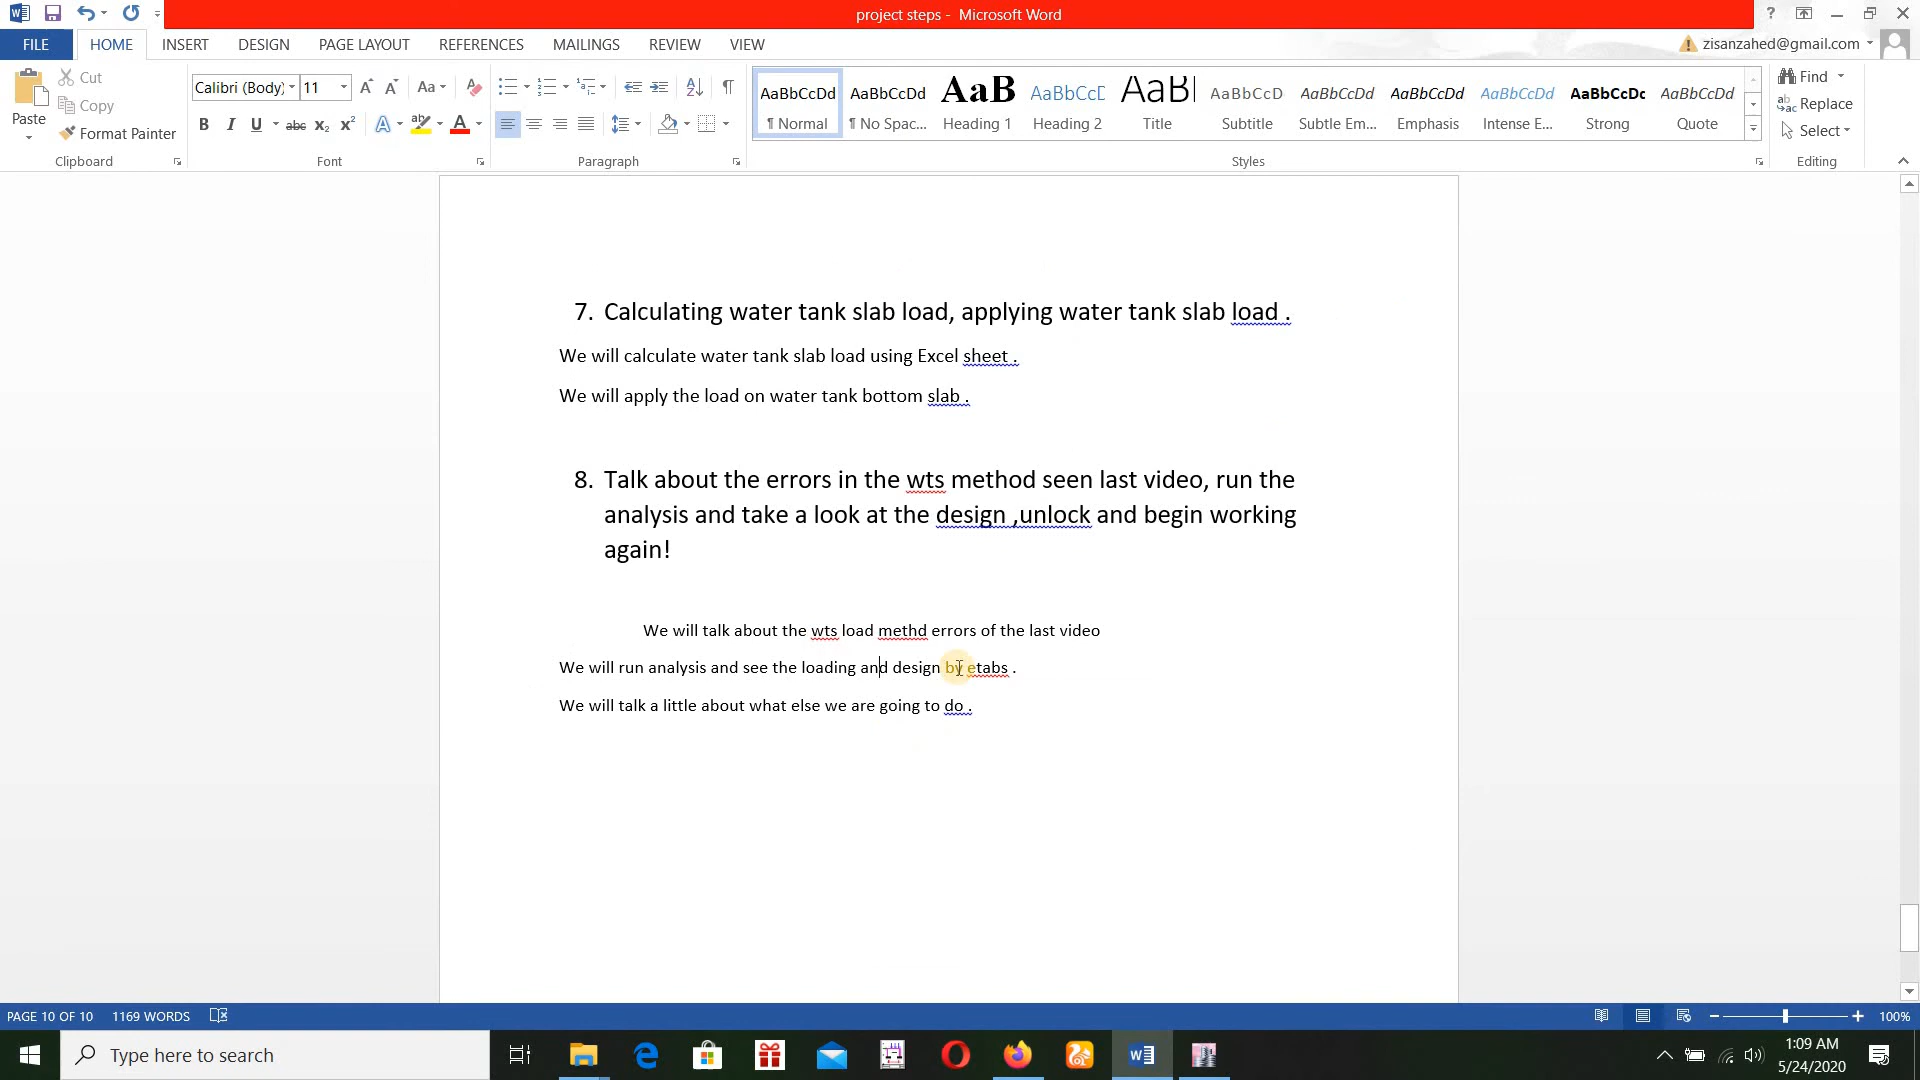 project steps - Microsoft Word
FILE HOME INSERT DESIGN PAGE LAYOUT REFERENCES MAILINGS REVIEW VIEW zisanzahed@gmail.com
Paste Cut Copy Format Painter
Calibri (Body) 11
AaBbCcDd AaBbCcDd AaB AaBbCcD AaB AaBbCcD AaBbCcDd AaBbCcDd AaBbCcDd AaBbCcDc AaBbCcDd
¶ Normal ¶ No Spac... Heading 1 Heading 2 Title Subtitle Subtle Em... Emphasis Intense E... Strong Quote
Find
Replace
Select
Clipboard Font Paragraph Styles Editing
7. Calculating water tank slab load, applying water tank slab load .
We will calculate water tank slab load using Excel sheet .
We will apply the load on water tank bottom slab .
8. Talk about the errors in the wts method seen last video, run the
analysis and take a look at the design ,unlock and begin working
again!
We will talk about the wts load methd errors of the last video
We will run analysis and see the loading and design by etabs .
We will talk a little about what else we are going to do .
PAGE 10 OF 10 1169 WORDS 100%
Type here to search
1:09 AM
5/24/2020